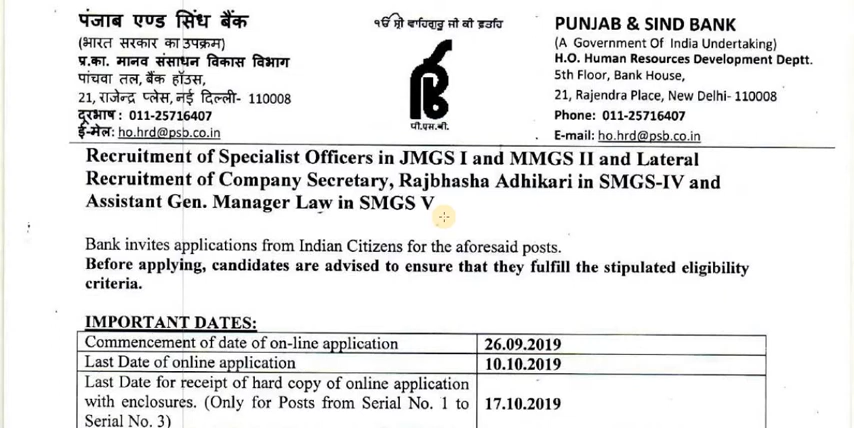 पंजाब एण्ड सिंध बैंक
(भारत सरकार का उपक्रम)
प्र.का. मानव संसाधन विकास विभाग
पांचवा तल, बैंक हॉउस,
21, राजेन्द्र प्लेस, नई दिल्ली- 110008
दूरभाष : 011-25716407
ई-मेल: ho.hrd@psb.co.in
ੴ ਸ੍ਰੀ ਵਾਹਿਗੁਰੂ ਜੀ ਕੀ ਫ਼ਤਹਿ
पी.एस.बी.
PUNJAB & SIND BANK
(A Government Of India Undertaking)
H.O. Human Resources Development Deptt.
5th Floor, Bank House,
21, Rajendra Place, New Delhi- 110008
Phone: 011-25716407
E-mail: ho.hrd@psb.co.in
Recruitment of Specialist Officers in JMGS I and MMGS II and Lateral
Recruitment of Company Secretary, Rajbhasha Adhikari in SMGS-IV and
Assistant Gen. Manager Law in SMGS V
Bank invites applications from Indian Citizens for the aforesaid posts.
Before applying, candidates are advised to ensure that they fulfill the stipulated eligibility
criteria.
IMPORTANT DATES:
Commencement of date of on-line application 26.09.2019
Last Date of online application 10.10.2019
Last Date for receipt of hard copy of online application
with enclosures. (Only for Posts from Serial No. 1 to 17.10.2019
Serial No. 3)